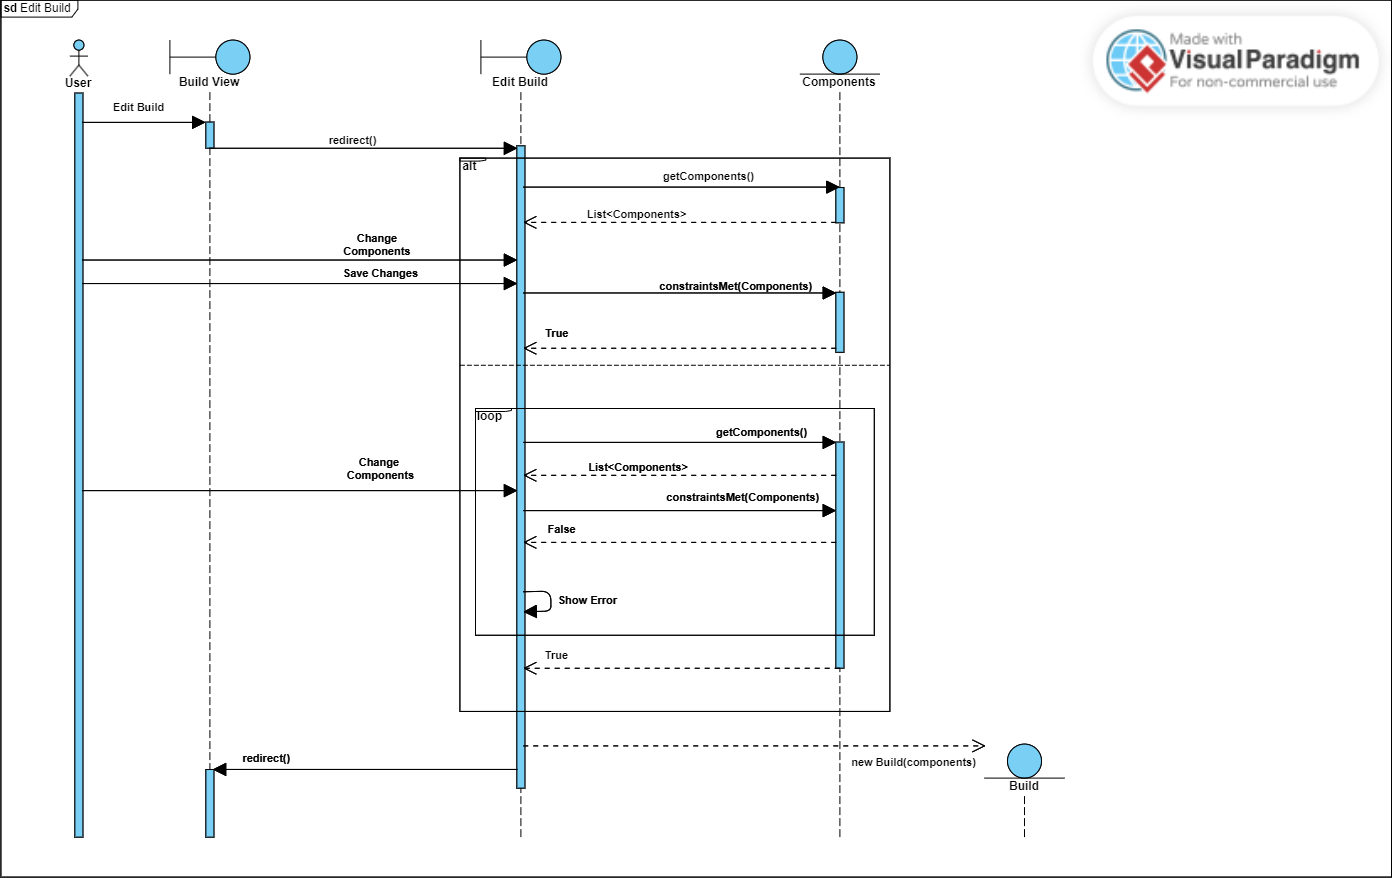 sd Edit Build
Made with
Visual Paradigm
For non-commercial use
User
Build View
Edit Build
Components
Edit Build
redirect()
alt
getComponents()
List<Components>
Change
Components
Save Changes
constraintsMet(Components)
True
loop
getComponents()
Change
Components
List<Components>
constraintsMet(Components)
False
Show Error
True
redirect()
new Build(components)
Build